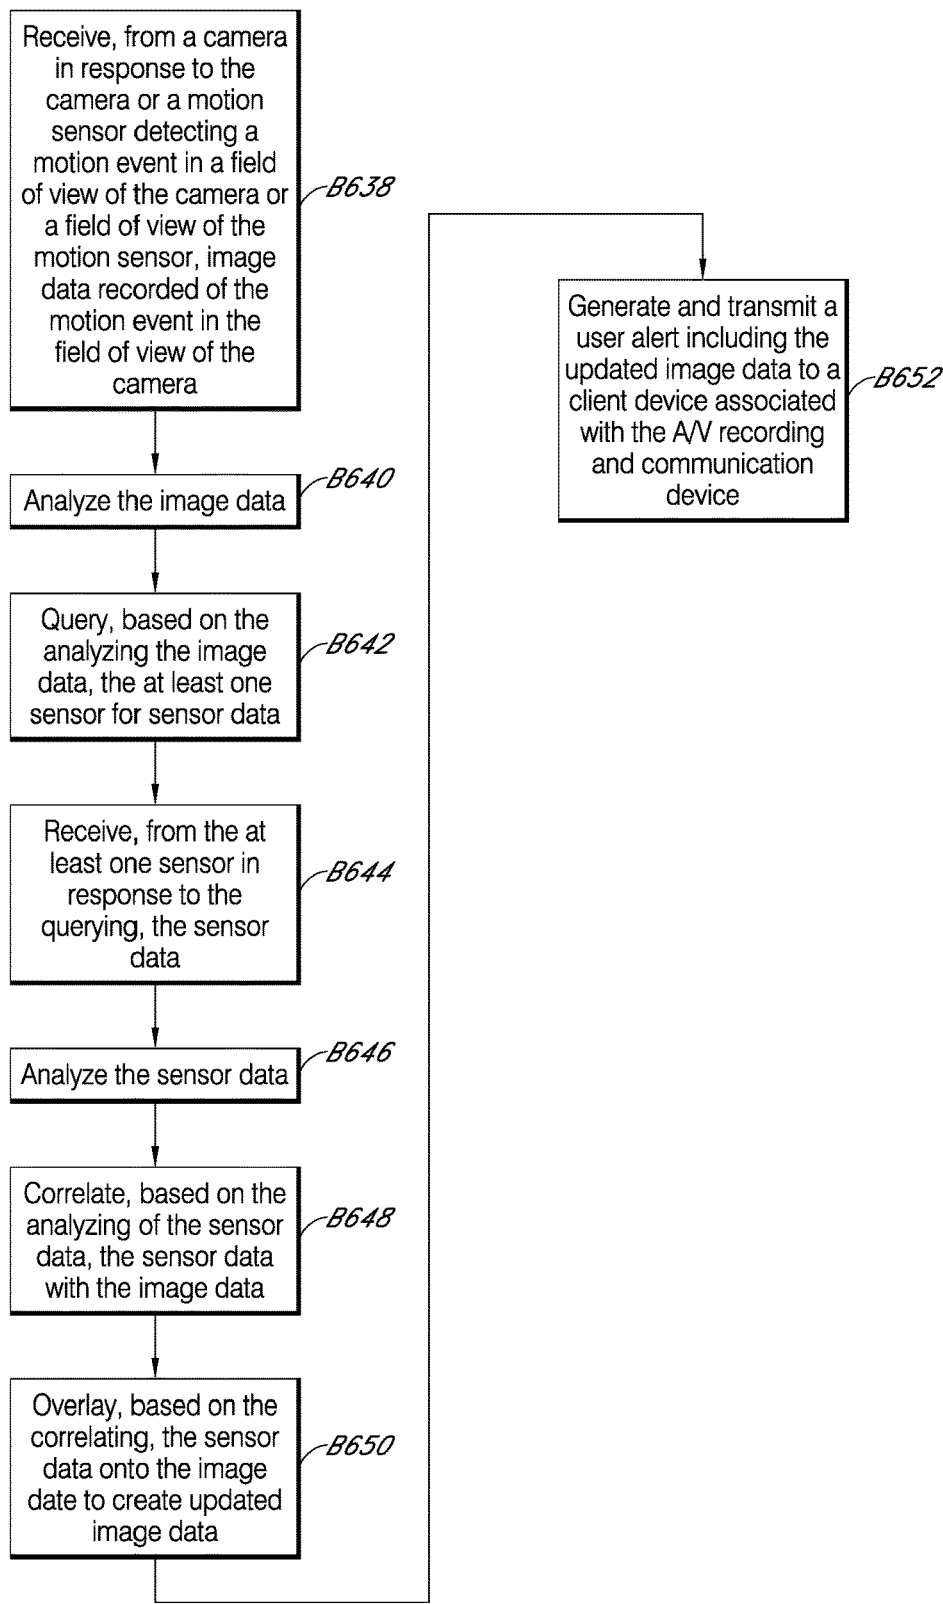 Receive, from a camera
in response to the
camera or a motion
sensor detecting a
motion event in a field
of view of the camera or
a field of view of the
motion sensor, image
data recorded of the
motion event in the
field of view of the
camera
B638
Analyze the image data
B640
Query, based on the
analyzing the image
data, the at least one
sensor for sensor data
B642
Receive, from the at
least one sensor in
response to the
querying, the sensor
data
B644
Analyze the sensor data
B646
Correlate, based on the
analyzing of the sensor
data, the sensor data
with the image data
B648
Overlay, based on the
correlating, the sensor
data onto the image
date to create updated
image data
B650
Generate and transmit a
user alert including the
updated image data to a
client device associated
with the A/V recording
and communication
device
B652